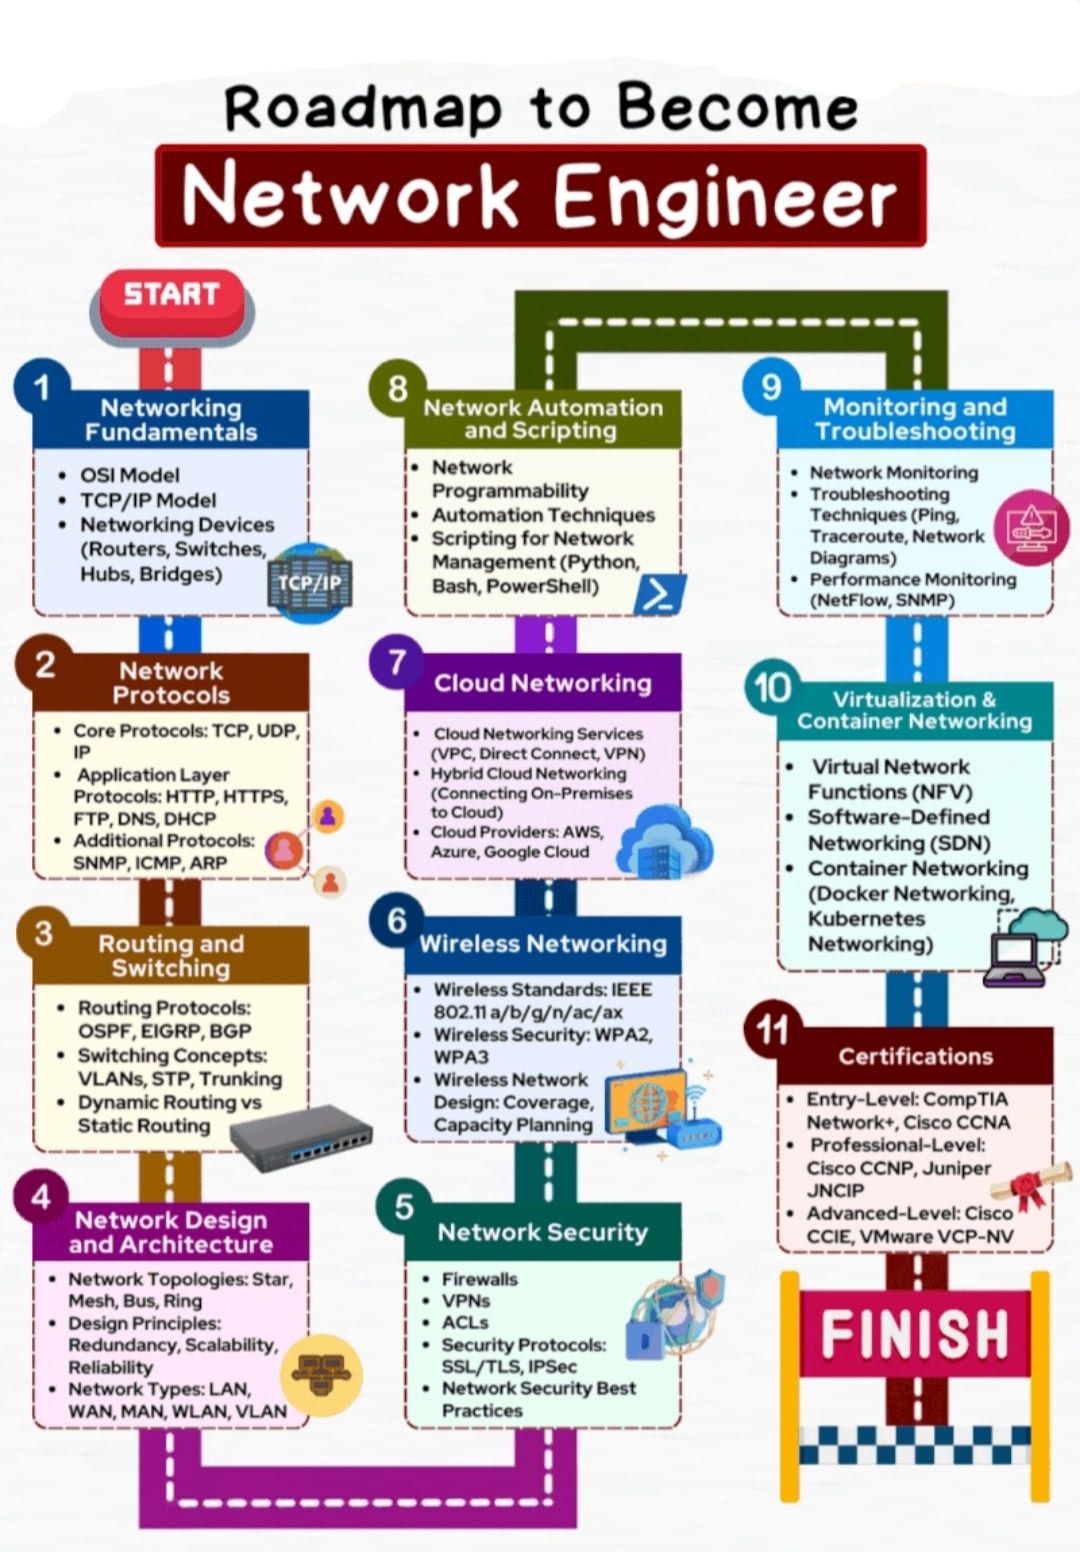 Roadmap to Become
Network Engineer
START
1
Networking
Fundamentals
• OSI Model
• TCP/IP Model
• Networking Devices
(Routers, Switches,
Hubs, Bridges)
TCP/IP
2
Network
Protocols
• Core Protocols: TCP, UDP,
IP
• Application Layer
Protocols: HTTP, HTTPS,
FTP, DNS, DHCP
• Additional Protocols:
SNMP, ICMP, ARP
3
Routing and
Switching
• Routing Protocols:
OSPF, EIGRP, BGP
• Switching Concepts:
VLANs, STP, Trunking
• Dynamic Routing vs
Static Routing
4
Network Design
and Architecture
• Network Topologies: Star,
Mesh, Bus, Ring
• Design Principles:
Redundancy, Scalability,
Reliability
• Network Types: LAN,
WAN, MAN, WLAN, VLAN
5
Network Security
• Firewalls
• VPNs
• ACLs
• Security Protocols:
SSL/TLS, IPSec
• Network Security Best
Practices
6
Wireless Networking
• Wireless Standards: IEEE
802.11 a/b/g/n/ac/ax
• Wireless Security: WPA2,
WPA3
• Wireless Network
Design: Coverage,
Capacity Planning
7
Cloud Networking
• Cloud Networking Services
(VPC, Direct Connect, VPN)
• Hybrid Cloud Networking
(Connecting On-Premises
to Cloud)
• Cloud Providers: AWS,
Azure, Google Cloud
8
Network Automation
and Scripting
• Network
Programmability
• Automation Techniques
• Scripting for Network
Management (Python,
Bash, PowerShell)
9
Monitoring and
Troubleshooting
• Network Monitoring
• Troubleshooting
Techniques (Ping,
Traceroute, Network
Diagrams)
• Performance Monitoring
(NetFlow, SNMP)
10
Virtualization &
Container Networking
• Virtual Network
Functions (NFV)
• Software-Defined
Networking (SDN)
• Container Networking
(Docker Networking,
Kubernetes
Networking)
11
Certifications
• Entry-Level: CompTIA
Network+, Cisco CCNA
• Professional-Level:
Cisco CCNP, Juniper
JNCIP
• Advanced-Level: Cisco
CCIE, VMware VCP-NV
FINISH